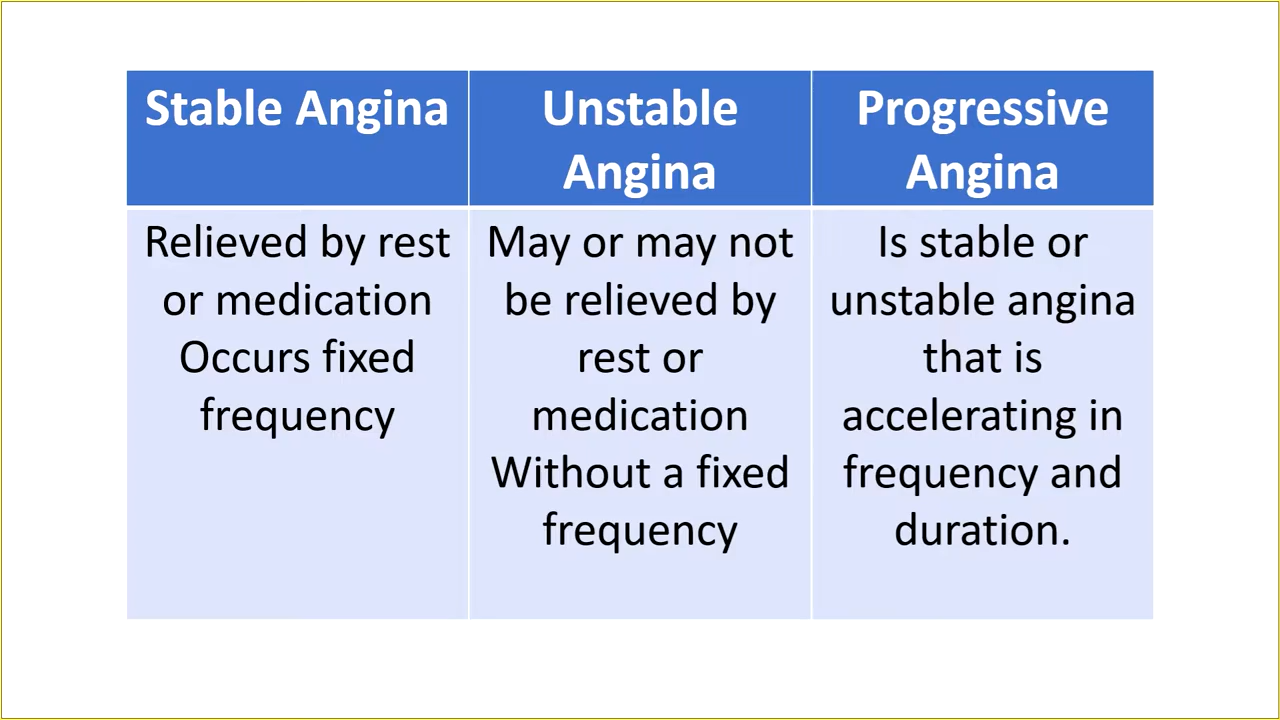 Stable Angina
Unstable
Angina
Progressive
Angina
Relieved by rest
or medication
Occurs fixed
frequency
May or may not
be relieved by
rest or
medication
Without a fixed
frequency
Is stable or
unstable angina
that is
accelerating in
frequency and
duration.